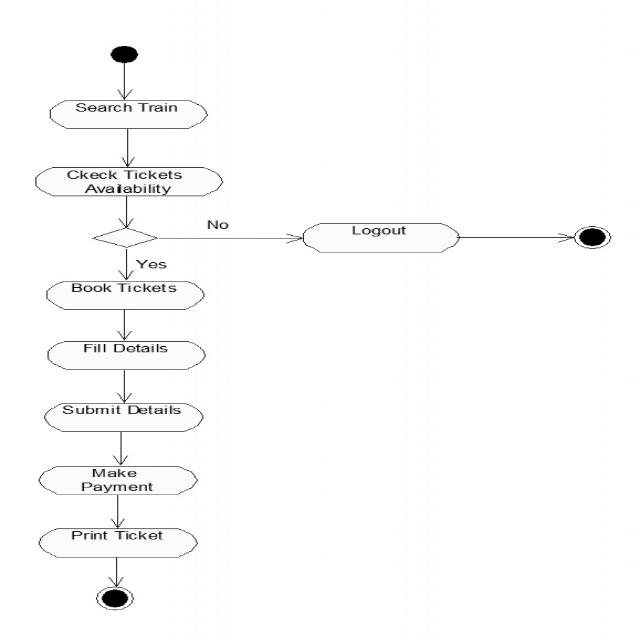 Search Train
Ckeck Tickets
Availability
No
Logout
Yes
Book Tickets
Fill Details
Submit Details
Make
Payment
Print Ticket